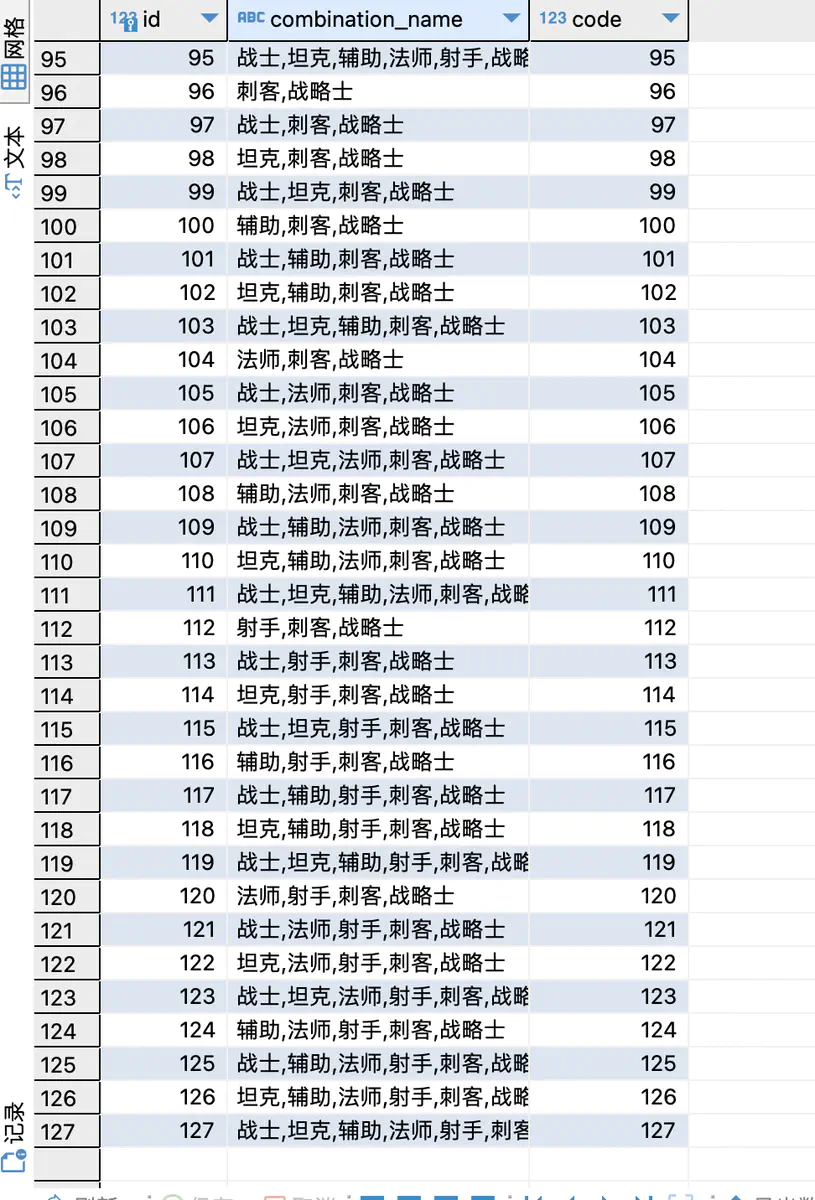 网格
文本
记录
123 id ABC combination_name 123 code
95 95 战士,坦克,辅助,法师,射手,战略 95
96 96 刺客,战略士 96
97 97 战士,刺客,战略士 97
98 98 坦克,刺客,战略士 98
99 99 战士,坦克,刺客,战略士 99
100 100 辅助,刺客,战略士 100
101 101 战士,辅助,刺客,战略士 101
102 102 坦克,辅助,刺客,战略士 102
103 103 战士,坦克,辅助,刺客,战略士 103
104 104 法师,刺客,战略士 104
105 105 战士,法师,刺客,战略士 105
106 106 坦克,法师,刺客,战略士 106
107 107 战士,坦克,法师,刺客,战略士 107
108 108 辅助,法师,刺客,战略士 108
109 109 战士,辅助,法师,刺客,战略士 109
110 110 坦克,辅助,法师,刺客,战略士 110
111 111 战士,坦克,辅助,法师,刺客,战略 111
112 112 射手,刺客,战略士 112
113 113 战士,射手,刺客,战略士 113
114 114 坦克,射手,刺客,战略士 114
115 115 战士,坦克,射手,刺客,战略士 115
116 116 辅助,射手,刺客,战略士 116
117 117 战士,辅助,射手,刺客,战略士 117
118 118 坦克,辅助,射手,刺客,战略士 118
119 119 战士,坦克,辅助,射手,刺客,战略 119
120 120 法师,射手,刺客,战略士 120
121 121 战士,法师,射手,刺客,战略士 121
122 122 坦克,法师,射手,刺客,战略士 122
123 123 战士,坦克,法师,射手,刺客,战略 123
124 124 辅助,法师,射手,刺客,战略士 124
125 125 战士,辅助,法师,射手,刺客,战略 125
126 126 坦克,辅助,法师,射手,刺客,战略 126
127 127 战士,坦克,辅助,法师,射手,刺客 127